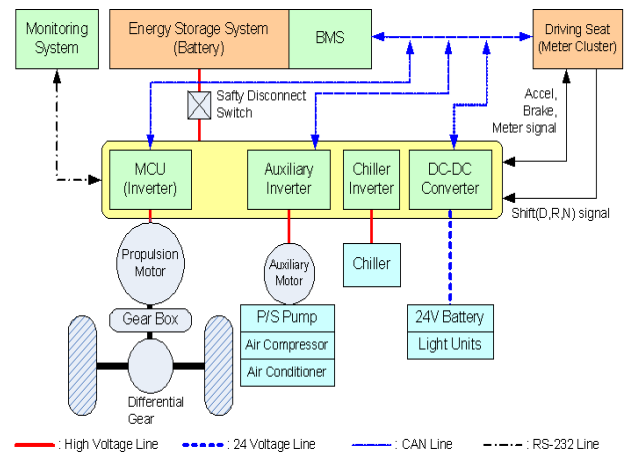 Monitoring
System
Energy Storage System
(Battery)
BMS
Driving Seat
(Meter Cluster)
Safty Disconnect
Switch
Accel,
Brake,
Meter signal
MCU
(Inverter)
Auxiliary
Inverter
Chiller
Inverter
DC-DC
Converter
Shift(D,R,N) signal
Propulsion
Motor
Auxiliary
Motor
Chiller
Gear Box
P/S Pump
Air Compressor
Air Conditioner
24V Battery
Light Units
Differential
Gear
: High Voltage Line
: 24 Voltage Line
: CAN Line
: RS-232 Line